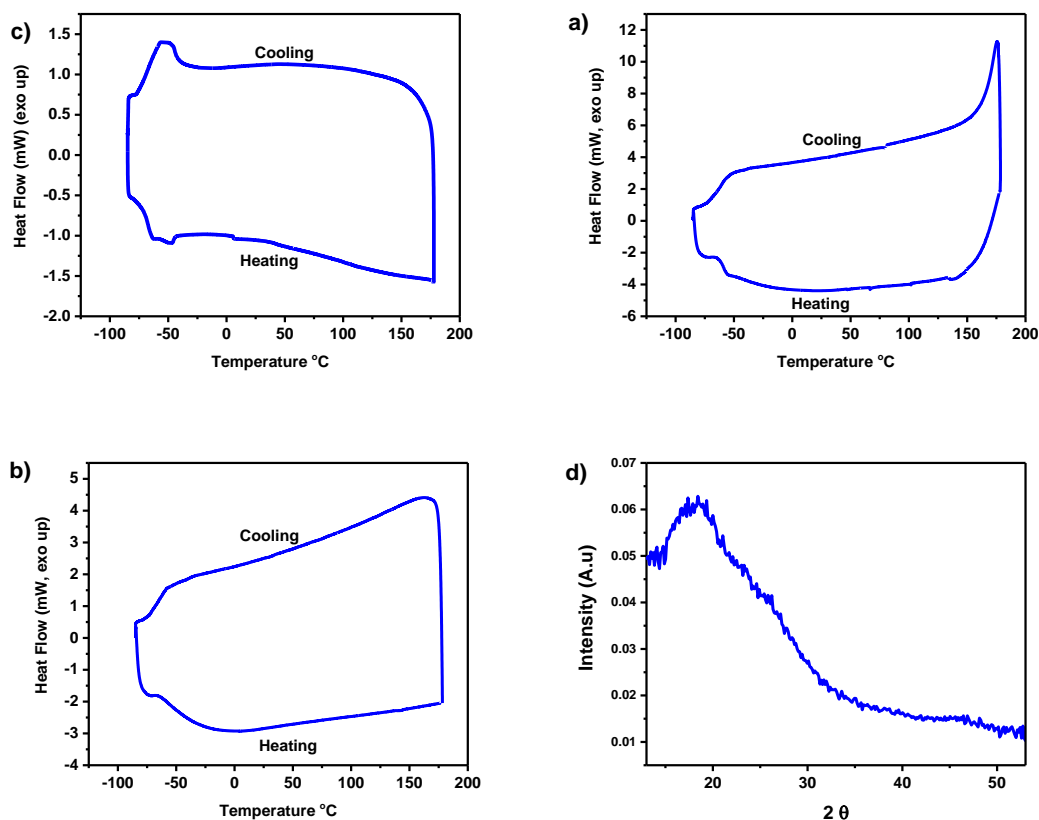 c)
Heat Flow (mW) (exo up)
1.5
1.0
0.5
0.0
-0.5
-1.0
-1.5
-2.0
Cooling
Heating
-100 -50 0 50 100 150 200
Temperature °C
a)
Heat Flow (mW, exo up)
12
10
8
6
4
2
0
-2
-4
-6
Cooling
Heating
-100 -50 0 50 100 150 200
Temperature °C
b)
Heat Flow (mW, exo up)
5
4
3
2
1
0
-1
-2
-3
-4
Cooling
Heating
-100 -50 0 50 100 150 200
Temperature °C
d)
Intensity (A.u)
0.07
0.06
0.05
0.04
0.03
0.02
0.01
20 30 40 50
2 θ